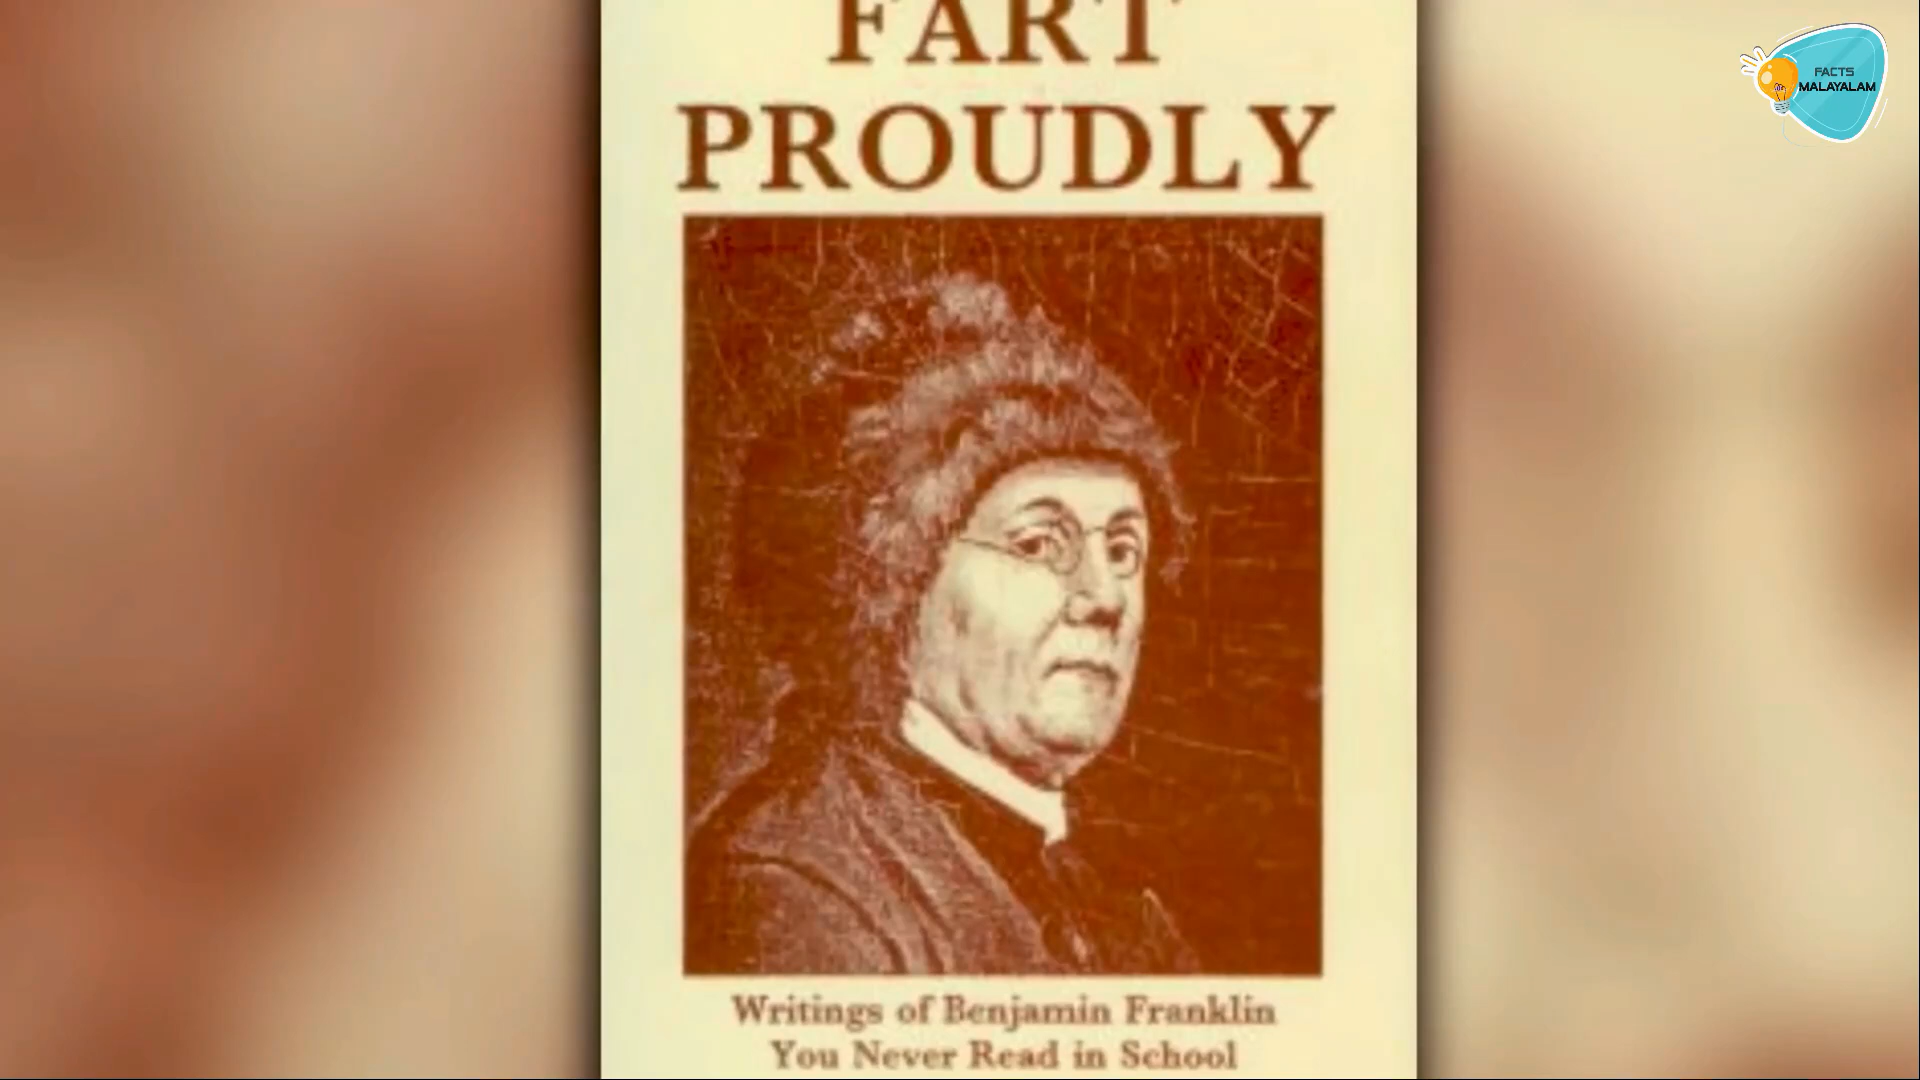 FART
PROUDLY
FACTS
MALAYALAM
Writings of Benjamin Franklin
You Never Read in School